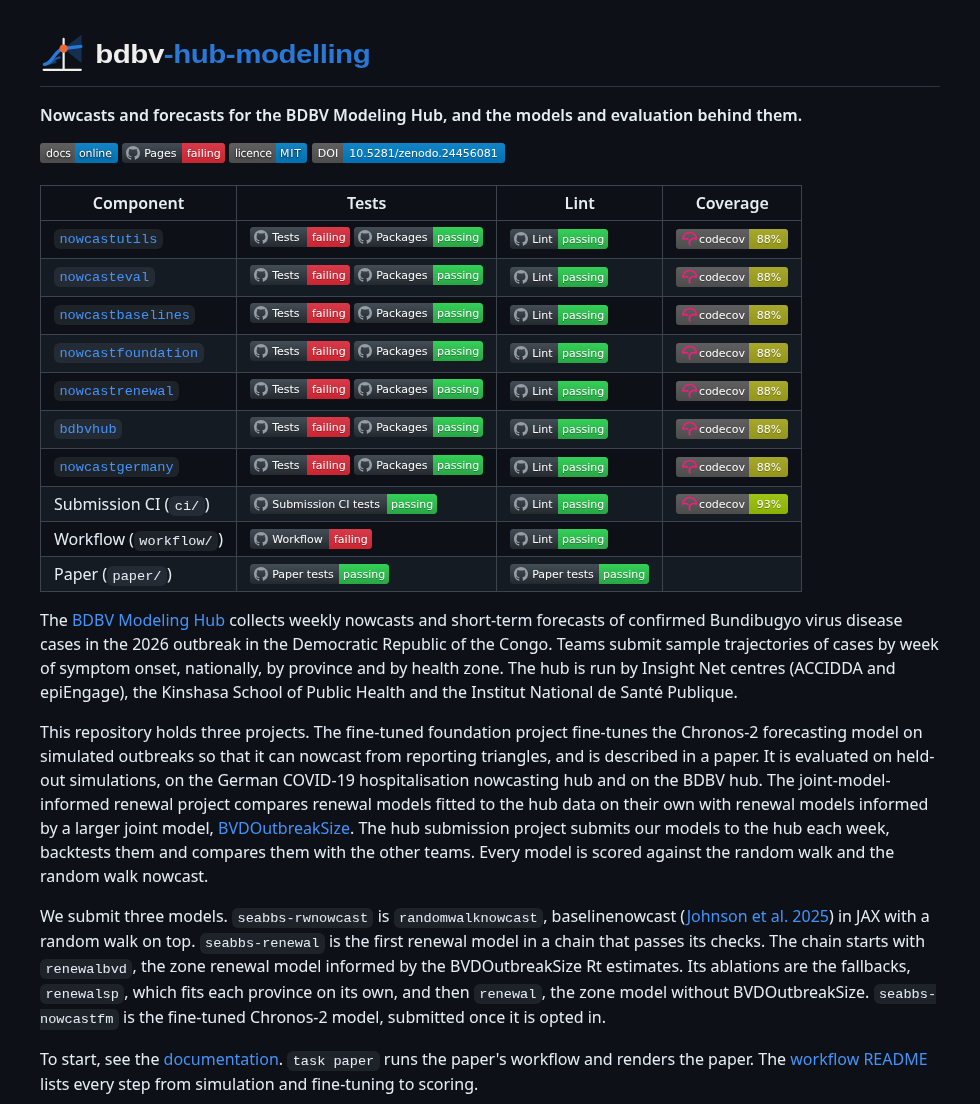 bdbv-hub-modelling
Nowcasts and forecasts for the BDBV Modeling Hub, and the models and evaluation behind them.
docs online Pages failing licence MIT DOI 10.5281/zenodo.24456081
Component Tests Lint Coverage
nowcastutils Tests failing Packages passing Lint passing codecov 88%
nowcasteval Tests failing Packages passing Lint passing codecov 88%
nowcastbaselines Tests failing Packages passing Lint passing codecov 88%
nowcastfoundation Tests failing Packages passing Lint passing codecov 88%
nowcastrenewal Tests failing Packages passing Lint passing codecov 88%
bdbvhub Tests failing Packages passing Lint passing codecov 88%
nowcastgermany Tests failing Packages passing Lint passing codecov 88%
Submission CI ( ci/ ) Submission CI tests passing Lint passing codecov 93%
Workflow ( workflow/ ) Workflow failing Lint passing
Paper ( paper/ ) Paper tests passing Paper tests passing
The BDBV Modeling Hub collects weekly nowcasts and short-term forecasts of confirmed Bundibugyo virus disease
cases in the 2026 outbreak in the Democratic Republic of the Congo. Teams submit sample trajectories of cases by week
of symptom onset, nationally, by province and by health zone. The hub is run by Insight Net centres (ACCIDDA and
epiEngage), the Kinshasa School of Public Health and the Institut National de Santé Publique.
This repository holds three projects. The fine-tuned foundation project fine-tunes the Chronos-2 forecasting model on
simulated outbreaks so that it can nowcast from reporting triangles, and is described in a paper. It is evaluated on held-
out simulations, on the German COVID-19 hospitalisation nowcasting hub and on the BDBV hub. The joint-model-
informed renewal project compares renewal models fitted to the hub data on their own with renewal models informed
by a larger joint model, BVDOutbreakSize. The hub submission project submits our models to the hub each week,
backtests them and compares them with the other teams. Every model is scored against the random walk and the
random walk nowcast.
We submit three models. seabbs-rwnowcast is randomwalknowcast, baselinenowcast (Johnson et al. 2025) in JAX with a
random walk on top. seabbs-renewal is the first renewal model in a chain that passes its checks. The chain starts with
renewalbvd, the zone renewal model informed by the BVDOutbreakSize Rt estimates. Its ablations are the fallbacks,
renewalsp, which fits each province on its own, and then renewal, the zone model without BVDOutbreakSize. seabbs-
nowcastfm is the fine-tuned Chronos-2 model, submitted once it is opted in.
To start, see the documentation. task paper runs the paper's workflow and renders the paper. The workflow README
lists every step from simulation and fine-tuning to scoring.